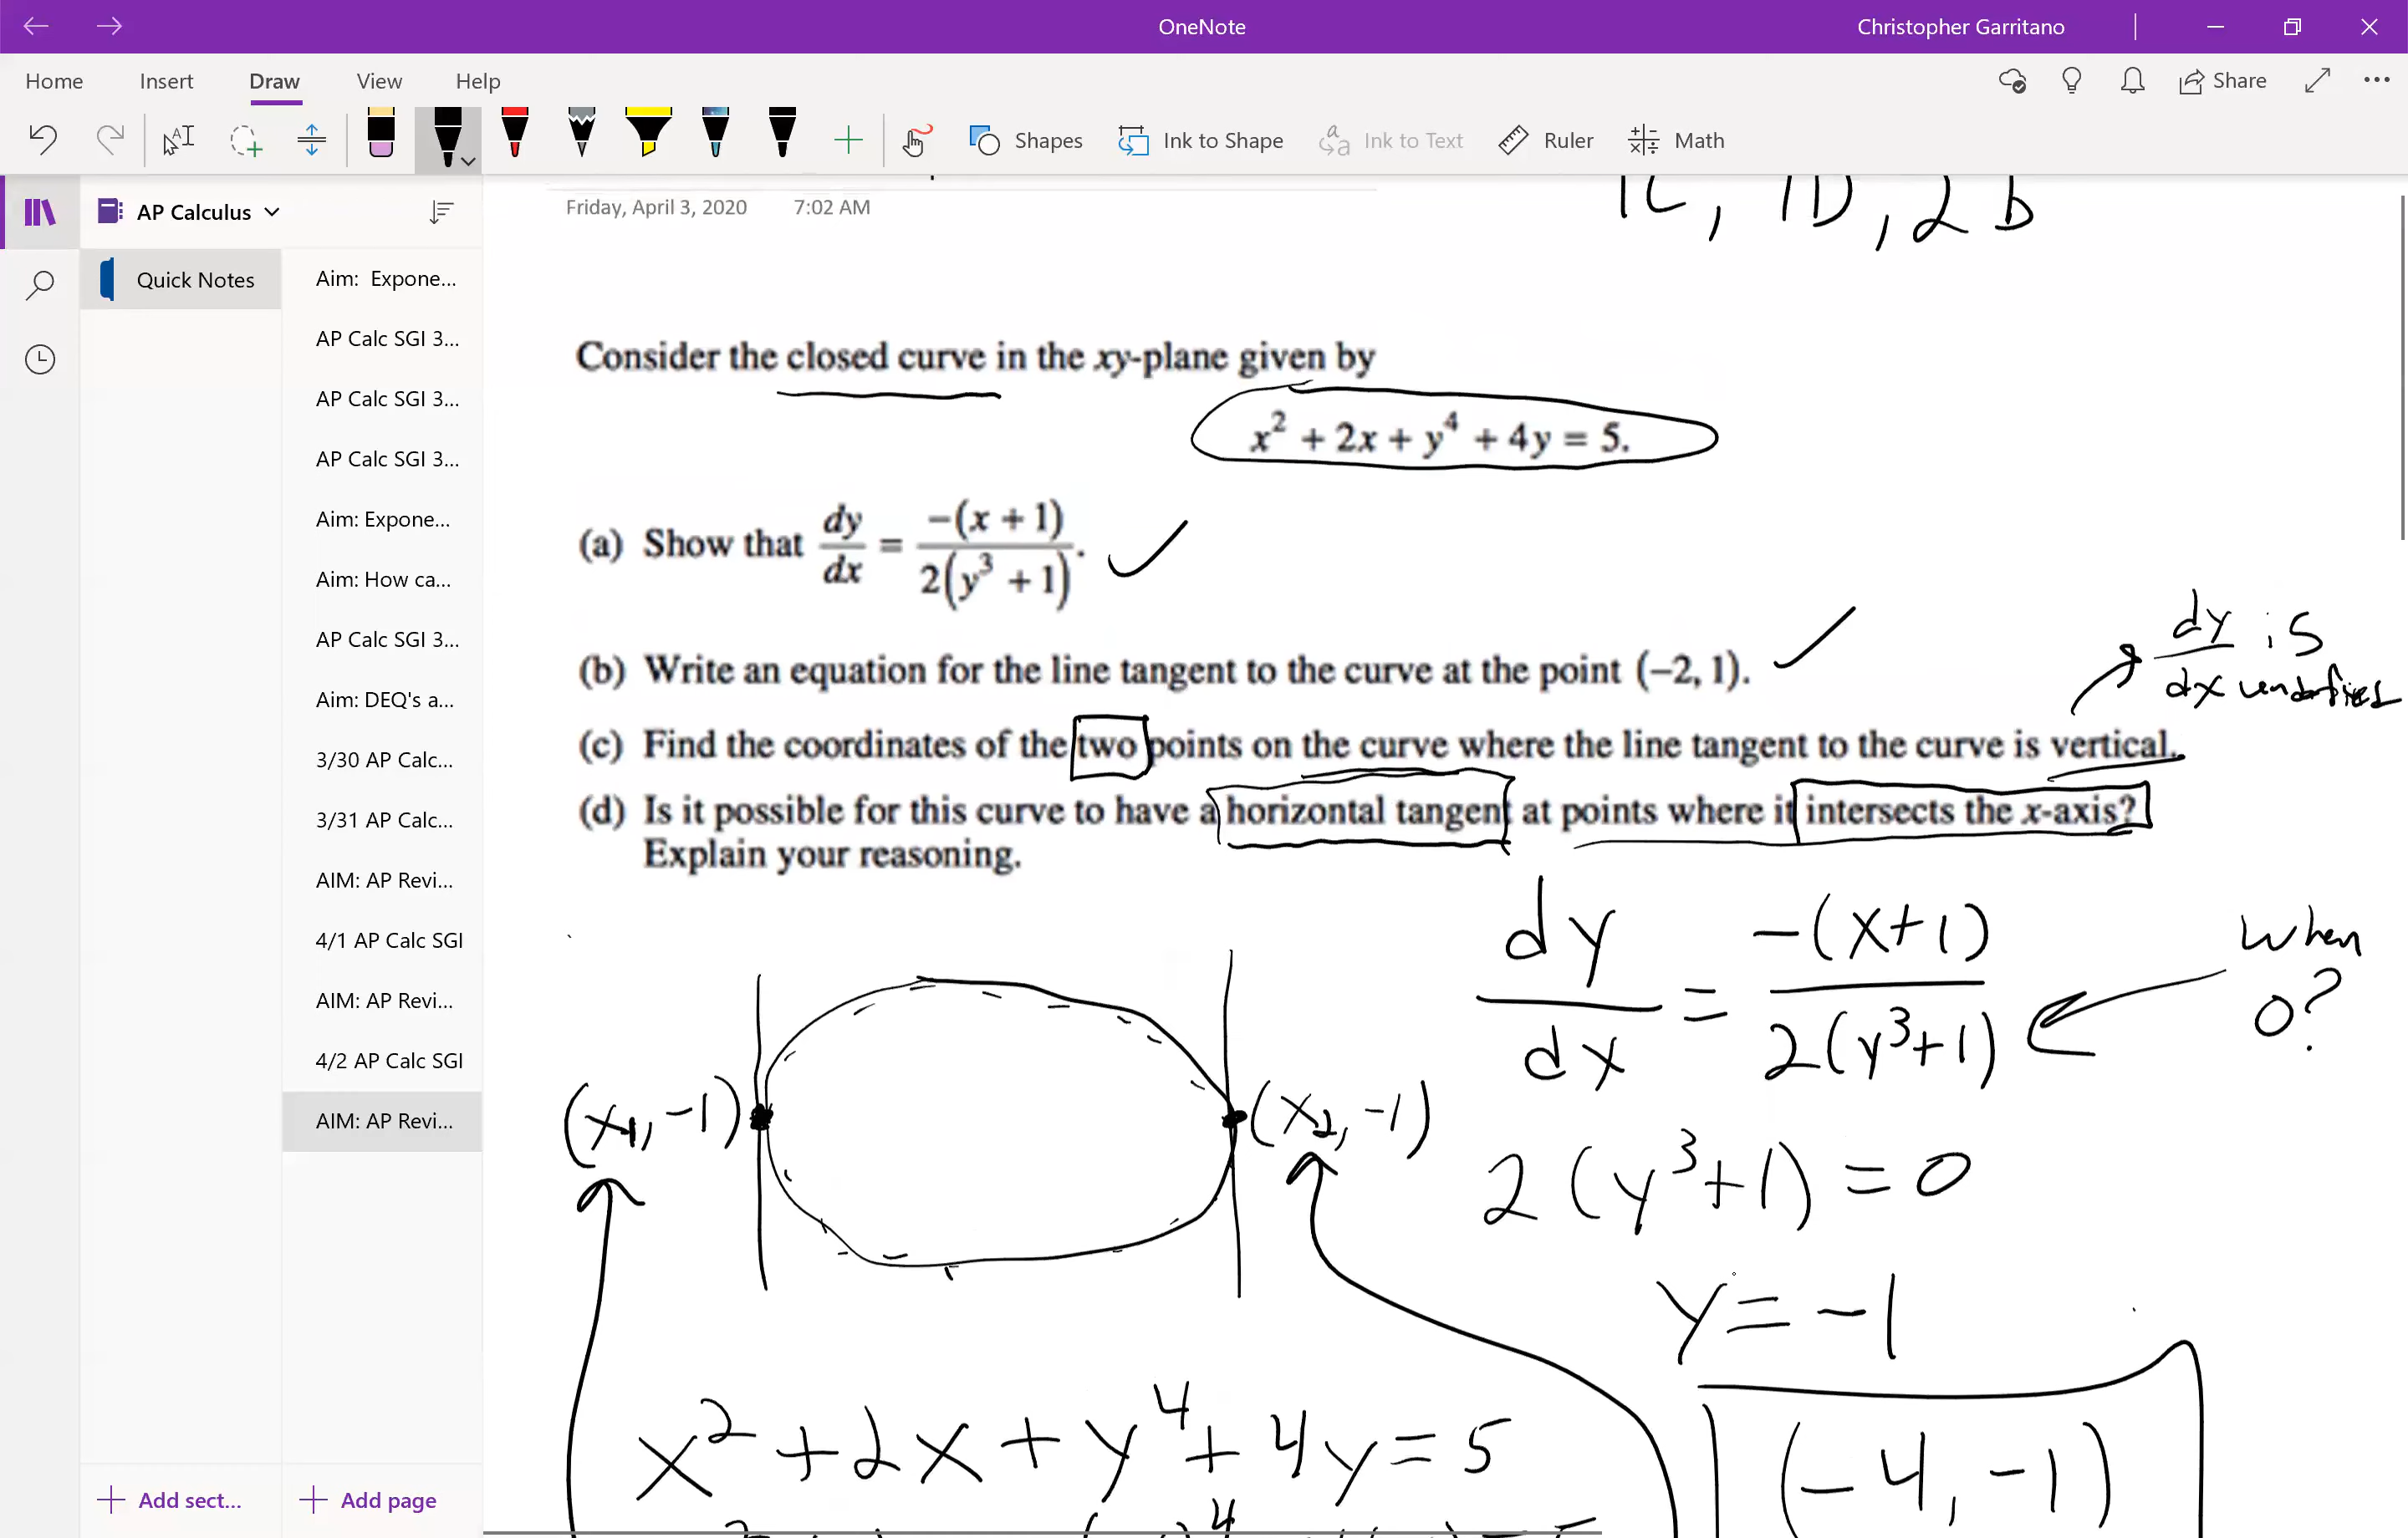 OneNote
Christopher Garritano
Home Insert Draw View Help
Share
Shapes Ink to Shape Ink to Text Ruler Math
AP Calculus
Quick Notes
Aim: Expone...
AP Calc SGI 3...
AP Calc SGI 3...
AP Calc SGI 3...
Aim: Expone...
Aim: How ca...
AP Calc SGI 3...
Aim: DEQ's a...
3/30 AP Calc...
3/31 AP Calc...
AIM: AP Revi...
4/1 AP Calc SGI
AIM: AP Revi...
4/2 AP Calc SGI
AIM: AP Revi...
Add sect...
Add page
Friday, April 3, 2020 7:02 AM
1C, 1D, 2b
Consider the closed curve in the xy-plane given by
x² + 2x + y⁴ + 4y = 5.
(a) Show that dy/dx = -(x + 1)/2(y³ + 1).
(b) Write an equation for the line tangent to the curve at the point (–2, 1).
dy/dx is undefined
(c) Find the coordinates of the two points on the curve where the line tangent to the curve is vertical.
(d) Is it possible for this curve to have a horizontal tangent at points where it intersects the x-axis?
Explain your reasoning.
dy/dx = -(x+1)/2(y³+1)
when
0?
(x1, -1)
(x2, -1)
2(y³+1) = 0
y = -1
x² + 2x + y⁴ + 4y = 5
(-4, -1)